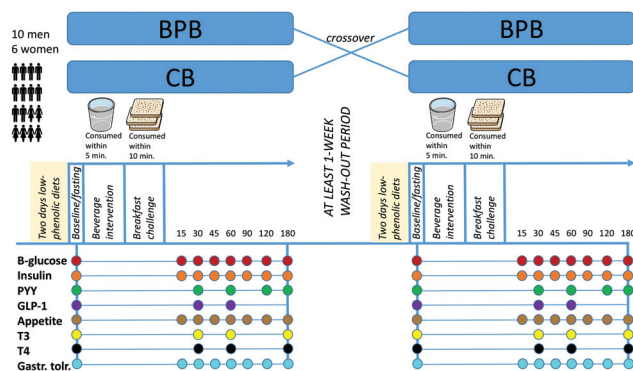 10 men
6 women
BPB
CB
crossover
BPB
CB
Consumed
within
5 min.
Consumed
within
10 min.
AT LEAST 1-WEEK
WASH-OUT PERIOD
Consumed
within
5 min.
Consumed
within
10 min.
Two days low-
phenolic diets
Baseline/fasting
Beverage
intervention
Breakfast
challenge
15 30 45 60 90 120 180
Two days low-
phenolic diets
Baseline/fasting
Beverage
intervention
Breakfast
challenge
15 30 45 60 90 120 180
B-glucose
Insulin
PYY
GLP-1
Appetite
T3
T4
Gastr. tolr.